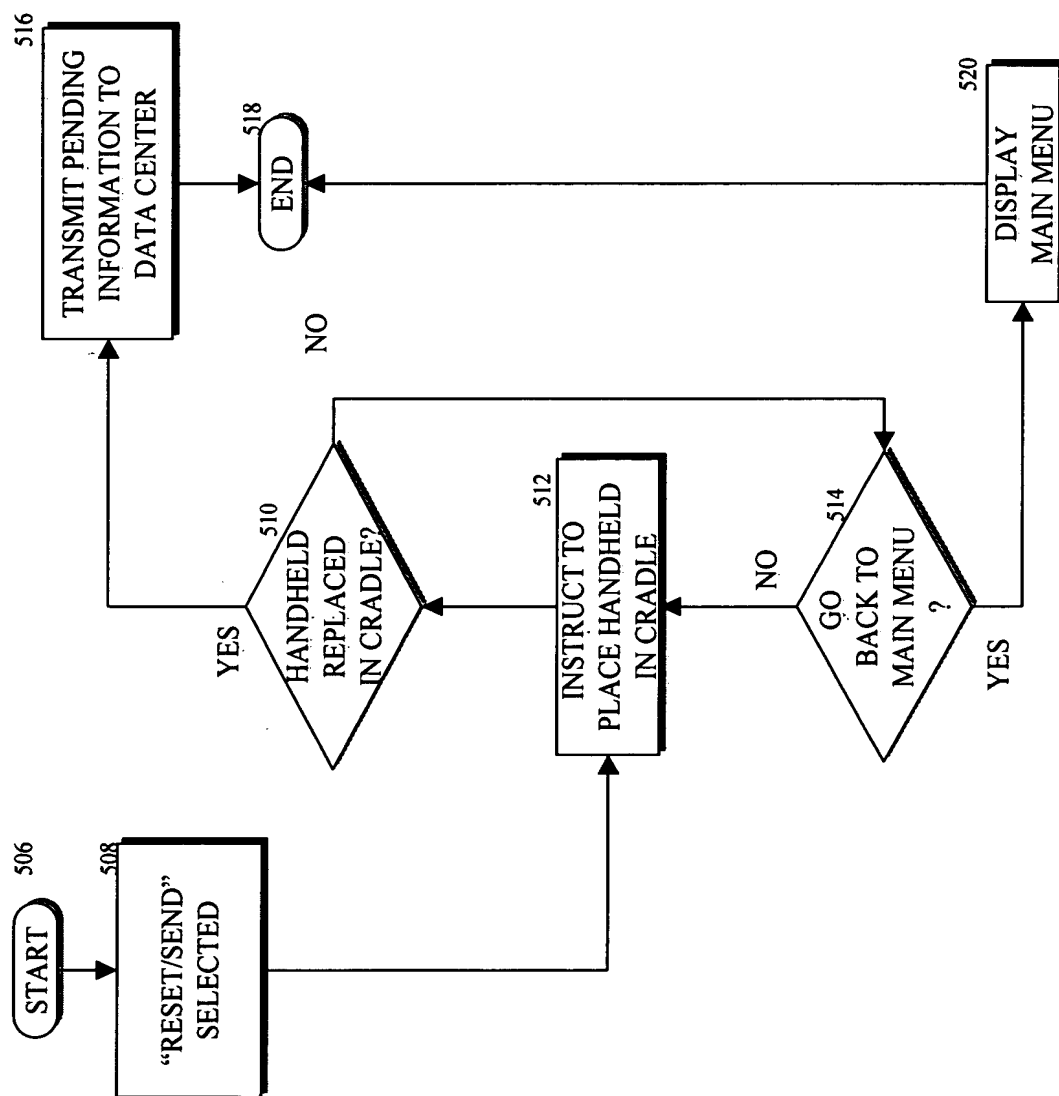 506
START
508
“RESET/SEND”
SELECTED
510
HANDHELD
REPLACED
IN CRADLE?
YES
NO
512
INSTRUCT TO
PLACE HANDHELD
IN CRADLE
514
GO
BACK TO
MAIN MENU
?
NO
YES
516
TRANSMIT PENDING
INFORMATION TO
DATA CENTER
518
END
520
DISPLAY
MAIN MENU